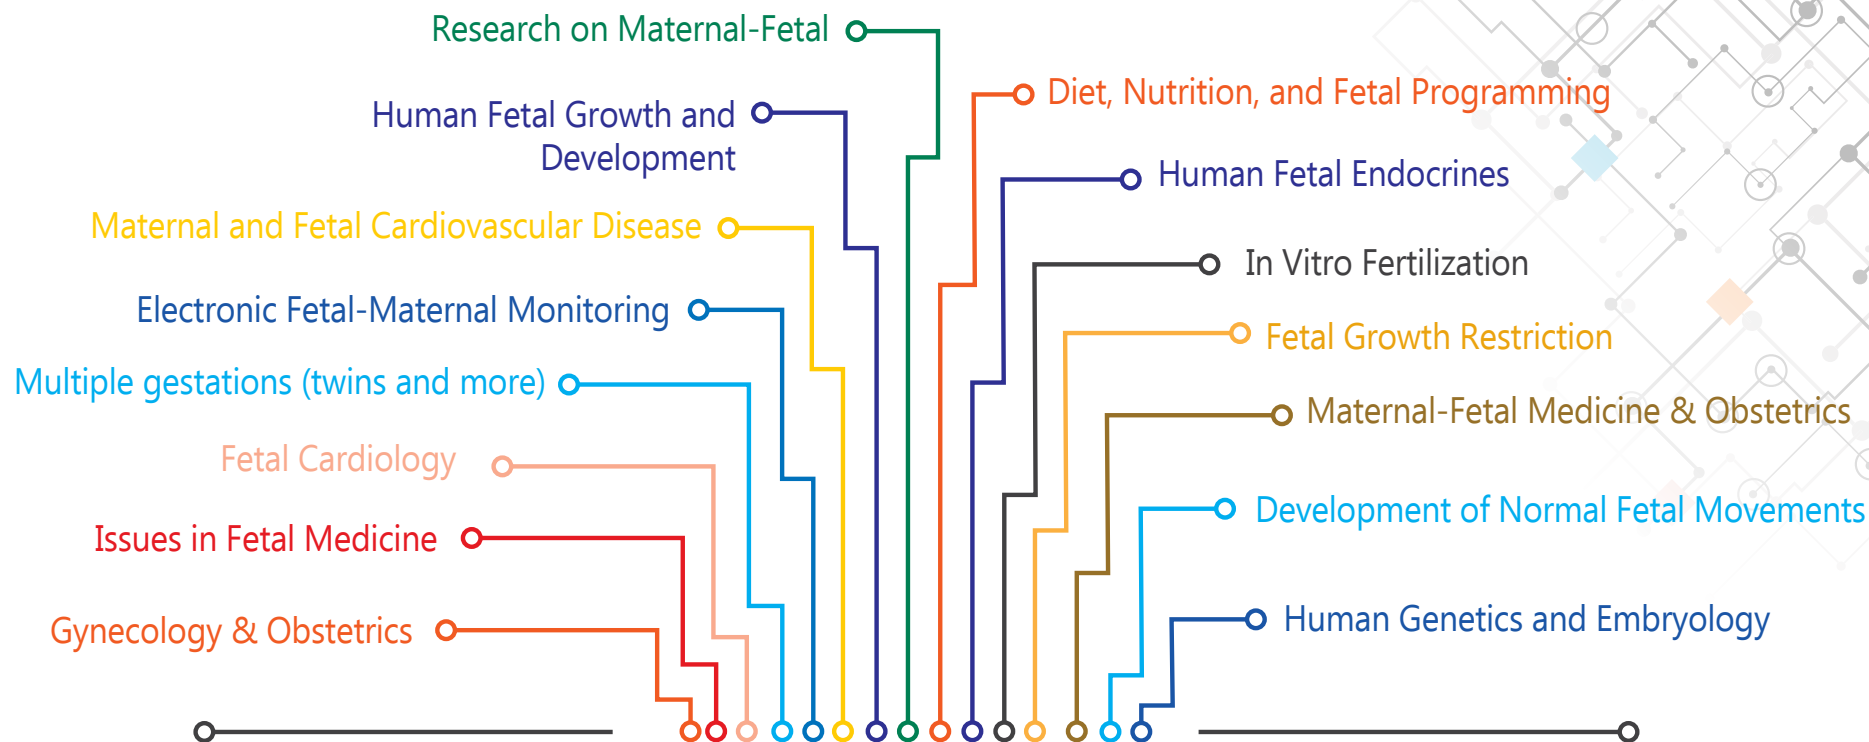 Research on Maternal-Fetal
Human Fetal Growth and
Development
Maternal and Fetal Cardiovascular Disease
Electronic Fetal-Maternal Monitoring
Multiple gestations (twins and more)
Fetal Cardiology
Issues in Fetal Medicine
Gynecology & Obstetrics
Diet, Nutrition, and Fetal Programming
Human Fetal Endocrines
In Vitro Fertilization
Fetal Growth Restriction
Maternal-Fetal Medicine & Obstetrics
Development of Normal Fetal Movements
Human Genetics and Embryology